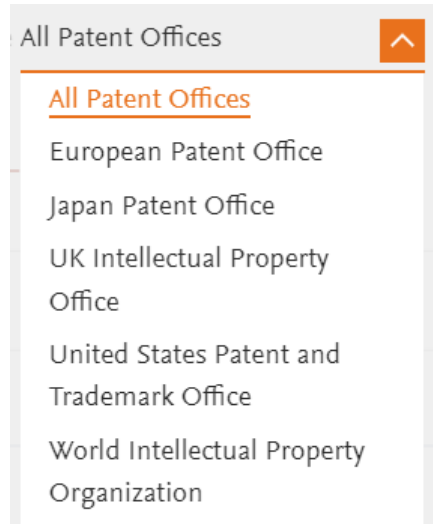 All Patent Offices
All Patent Offices
European Patent Office
Japan Patent Office
UK Intellectual Property
Office
United States Patent and
Trademark Office
World Intellectual Property
Organization